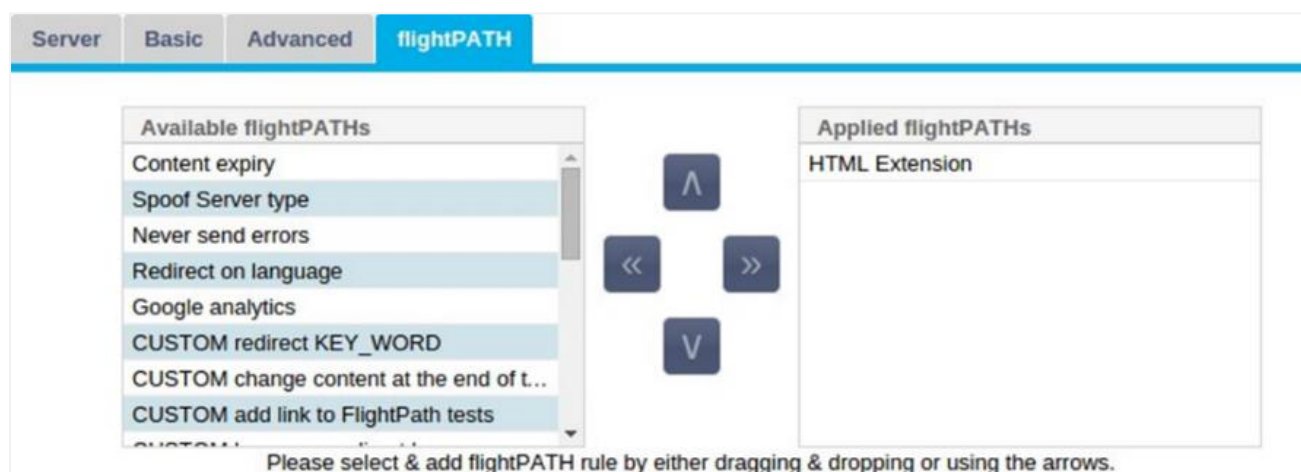 Server Basic Advanced flightPATH
Available flightPATHs
Content expiry
Spoof Server type
Never send errors
Redirect on language
Google analytics
CUSTOM redirect KEY_WORD
CUSTOM change content at the end of t...
CUSTOM add link to FlightPath tests
Applied flightPATHs
HTML Extension
Please select & add flightPATH rule by either dragging & dropping or using the arrows.